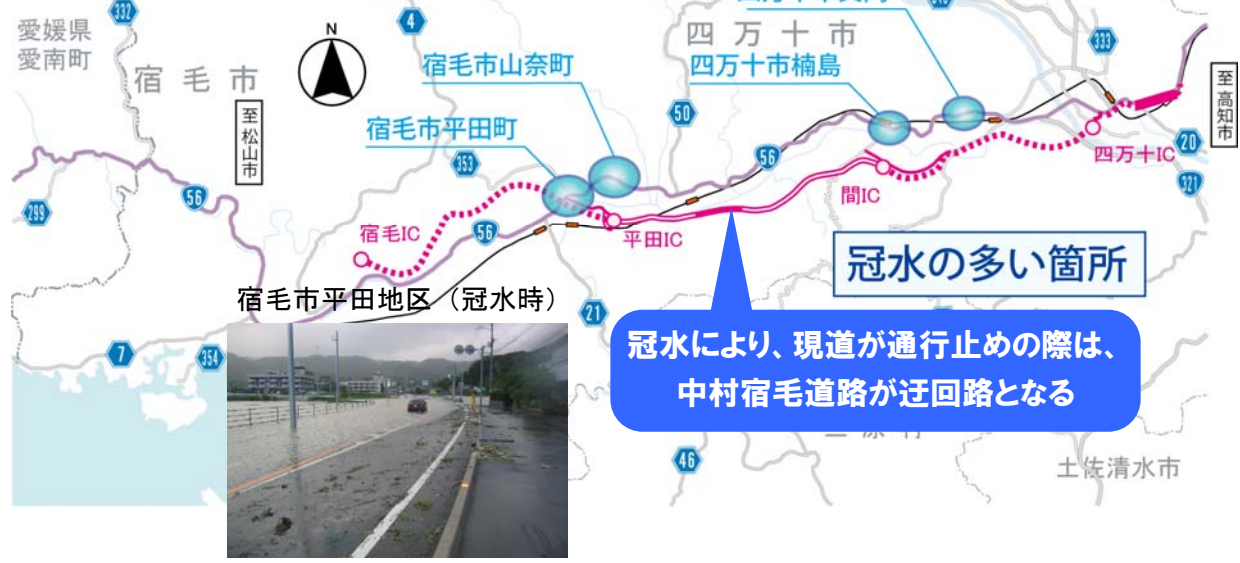 332
愛媛県
愛南町
宿毛市
至松山市
N
4
四万十市
333
至高知市
宿毛市山奈町
四万十市楠島
50
宿毛市平田町
353
56
四万十IC
20
321
299
56
56
宿毛IC
平田IC
間IC
冠水の多い箇所
宿毛市平田地区（冠水時）
21
7
354
冠水により、現道が通行止めの際は、
中村宿毛道路が迂回路となる
46
土佐清水市